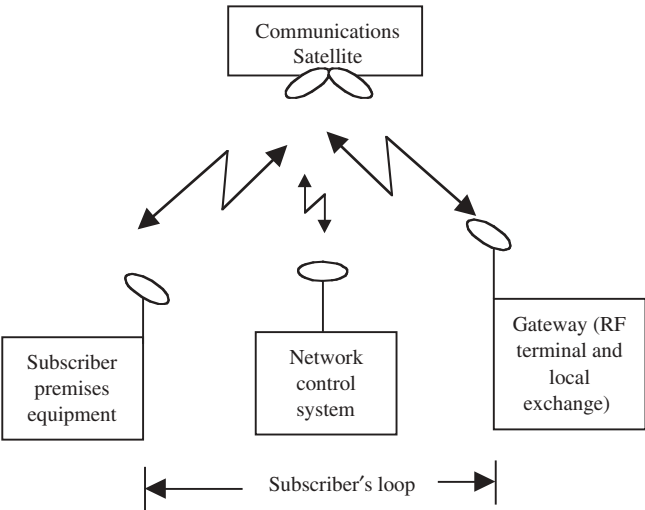 Communications
Satellite
Subscriber
premises
equipment
Network
control
system
Gateway (RF
terminal and
local
exchange)
Subscriber′s loop